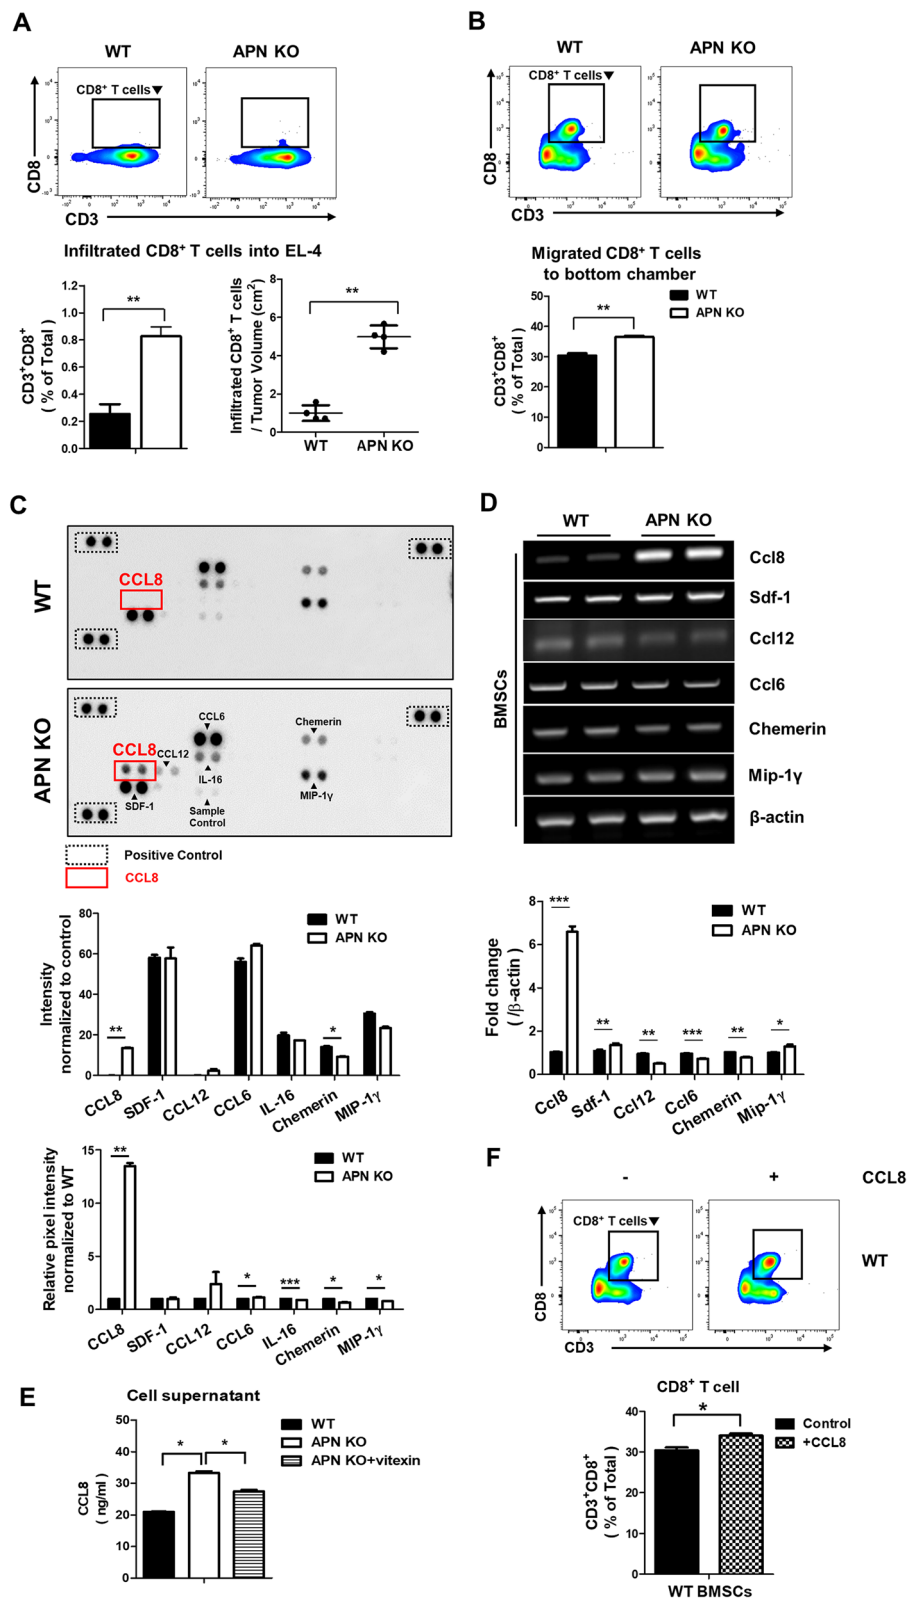 A
WT
APN KO
CD8⁺ T cells
CD8
CD3
Infiltrated CD8⁺ T cells into EL-4
CD3⁺CD8⁺
( % of Total )
1.2
1.0
0.8
0.6
0.4
0.2
0.0
**
Infiltrated CD8⁺ T cells
/ Tumor Volume (cm²)
8
6
4
2
0
**
WT
APN KO
B
WT
APN KO
CD8⁺ T cells
CD8
CD3
Migrated CD8⁺ T cells
to bottom chamber
WT
APN KO
CD3⁺CD8⁺
( % of Total )
50
40
30
20
10
0
**
C
WT
CCL8
APN KO
CCL8
CCL12
SDF-1
CCL6
IL-16
Sample
Control
Chemerin
MIP-1γ
Positive Control
CCL8
WT
APN KO
Intensity
normalized to control
80
60
40
20
0
**
*
CCL8
SDF-1
CCL12
CCL6
IL-16
Chemerin
MIP-1γ
WT
APN KO
Relative pixel intensity
normalized to WT
15
10
5
0
**
*
***
*
*
CCL8
SDF-1
CCL12
CCL6
IL-16
Chemerin
MIP-1γ
D
WT
APN KO
BMSCs
Ccl8
Sdf-1
Ccl12
Ccl6
Chemerin
Mip-1γ
β-actin
WT
APN KO
Fold change
( /β-actin )
8
6
4
2
0
***
**
**
***
**
*
Ccl8
Sdf-1
Ccl12
Ccl6
Chemerin
Mip-1γ
E
Cell supernatant
WT
APN KO
APN KO+vitexin
CCL8
( ng/ml )
50
40
30
20
10
0
*
*
F
-
+
CCL8
CD8⁺ T cells
WT
CD8
CD3
CD8⁺ T cell
Control
+CCL8
CD3⁺CD8⁺
( % of Total )
40
30
20
10
0
*
WT BMSCs